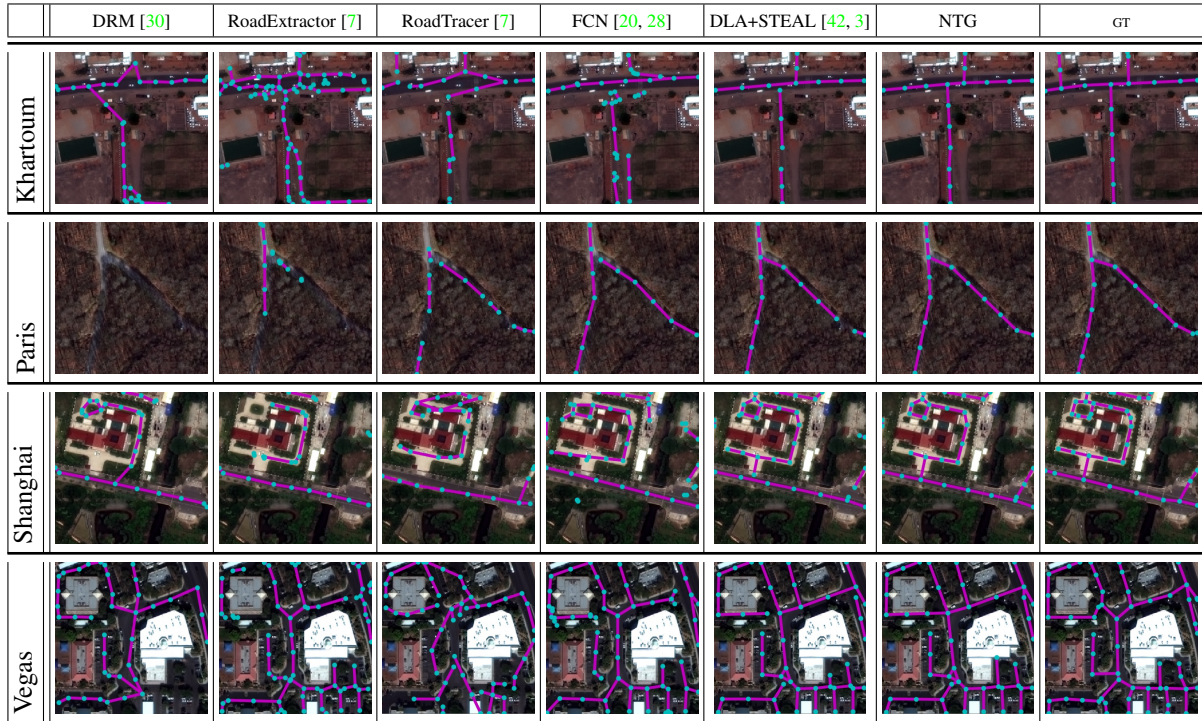 DRM [30] RoadExtractor [7] RoadTracer [7] FCN [20, 28] DLA+STEAL [42, 3] NTG GT
Khartoum
Paris
Shanghai
Vegas